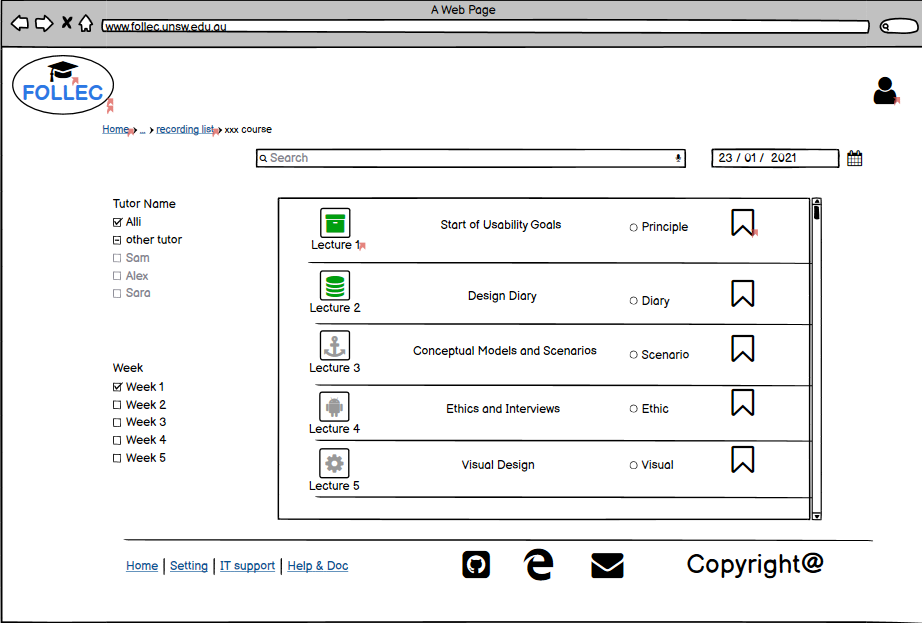 A Web Page
www.follec.unsw.edu.au
FOLLEC
Home > ... > recording list > xxx course
Search
23 / 01 / 2021
Tutor Name
Alli
other tutor
Sam
Alex
Sara
Week
Week 1
Week 2
Week 3
Week 4
Week 5
Lecture 1
Start of Usability Goals
Principle
Lecture 2
Design Diary
Diary
Lecture 3
Conceptual Models and Scenarios
Scenario
Lecture 4
Ethics and Interviews
Ethic
Lecture 5
Visual Design
Visual
Home | Setting | IT support | Help & Doc
Copyright@